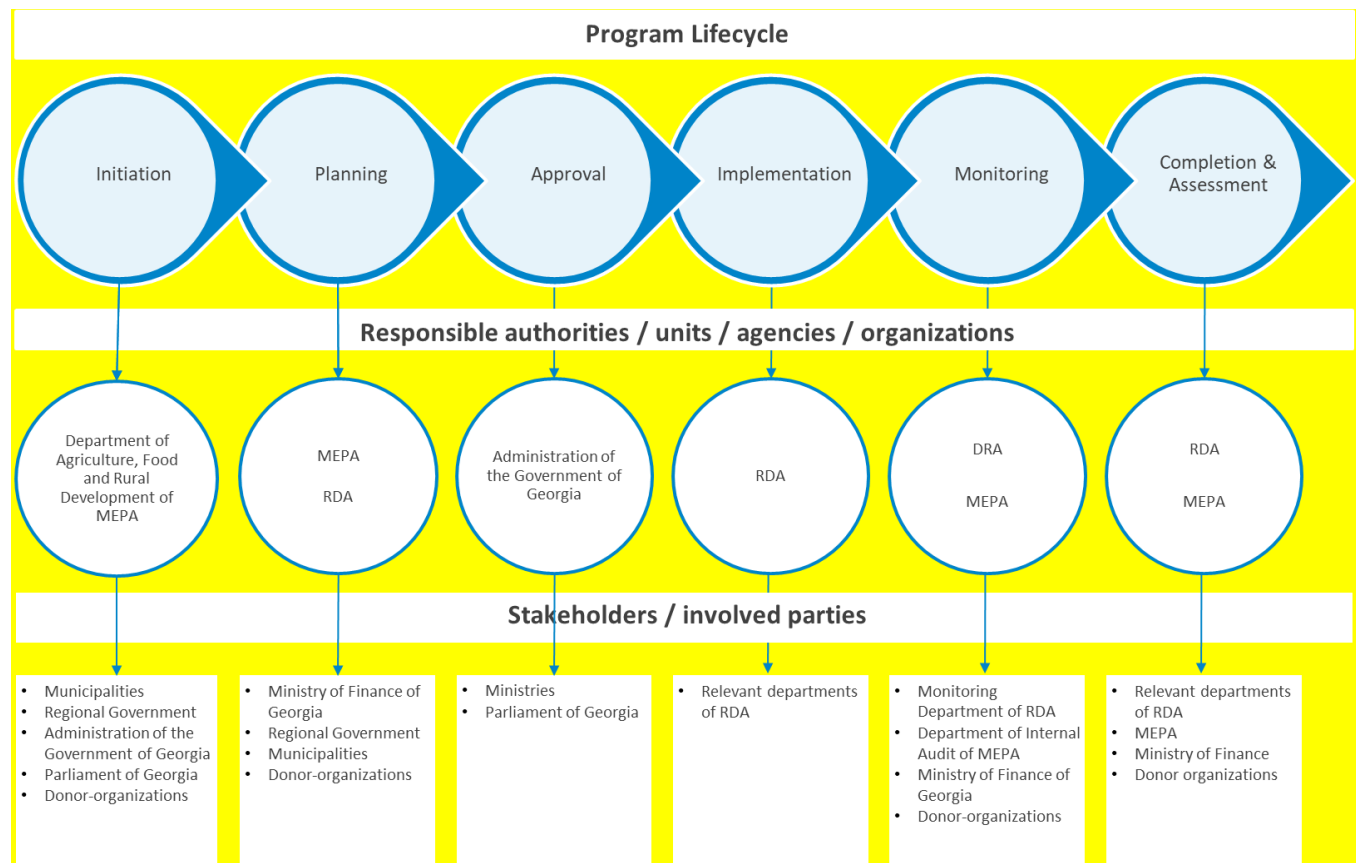 Program Lifecycle
Initiation
Planning
Approval
Implementation
Monitoring
Completion &
Assessment
Responsible authorities / units / agencies / organizations
Department of
Agriculture, Food
and Rural
Development of
MEPA
MEPA
RDA
Administration of
the Government of
Georgia
RDA
DRA
MEPA
RDA
MEPA
Stakeholders / involved parties
• Municipalities
• Regional Government
• Administration of the
Government of Georgia
• Parliament of Georgia
• Donor-organizations
• Ministry of Finance of
Georgia
• Regional Government
• Municipalities
• Donor-organizations
• Ministries
• Parliament of Georgia
• Relevant departments
of RDA
• Monitoring
Department of RDA
• Department of Internal
Audit of MEPA
• Ministry of Finance of
Georgia
• Donor-organizations
• Relevant departments
of RDA
• MEPA
• Ministry of Finance
• Donor organizations